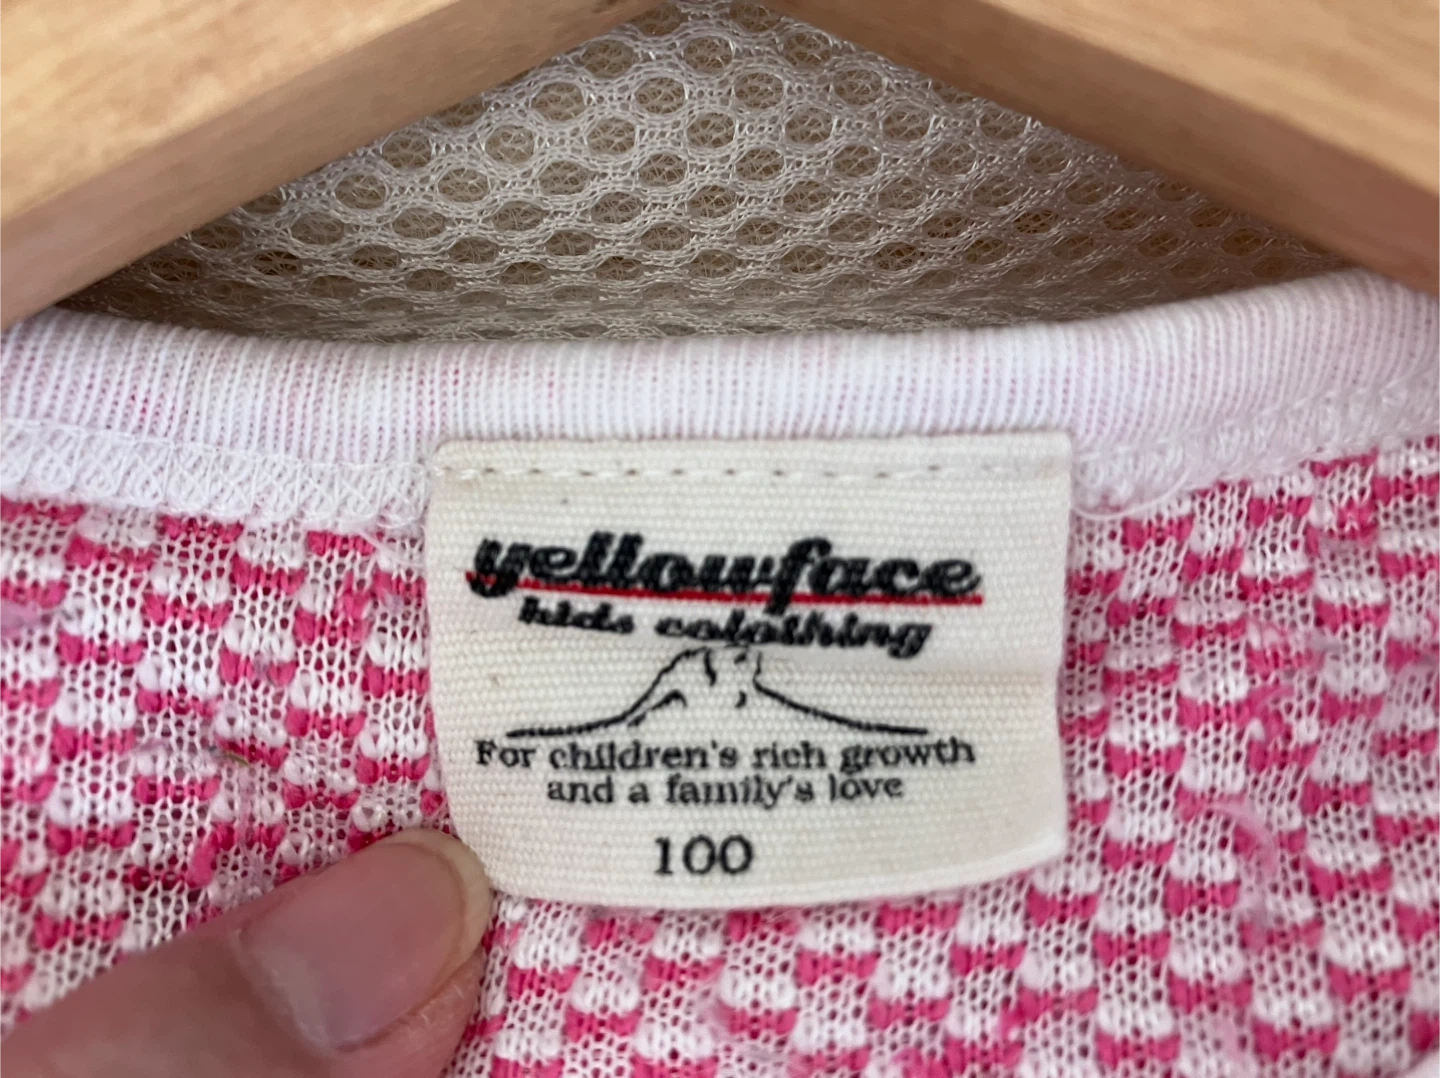 yellowface
kids colothing
For children's rich growth
and a family's love
100